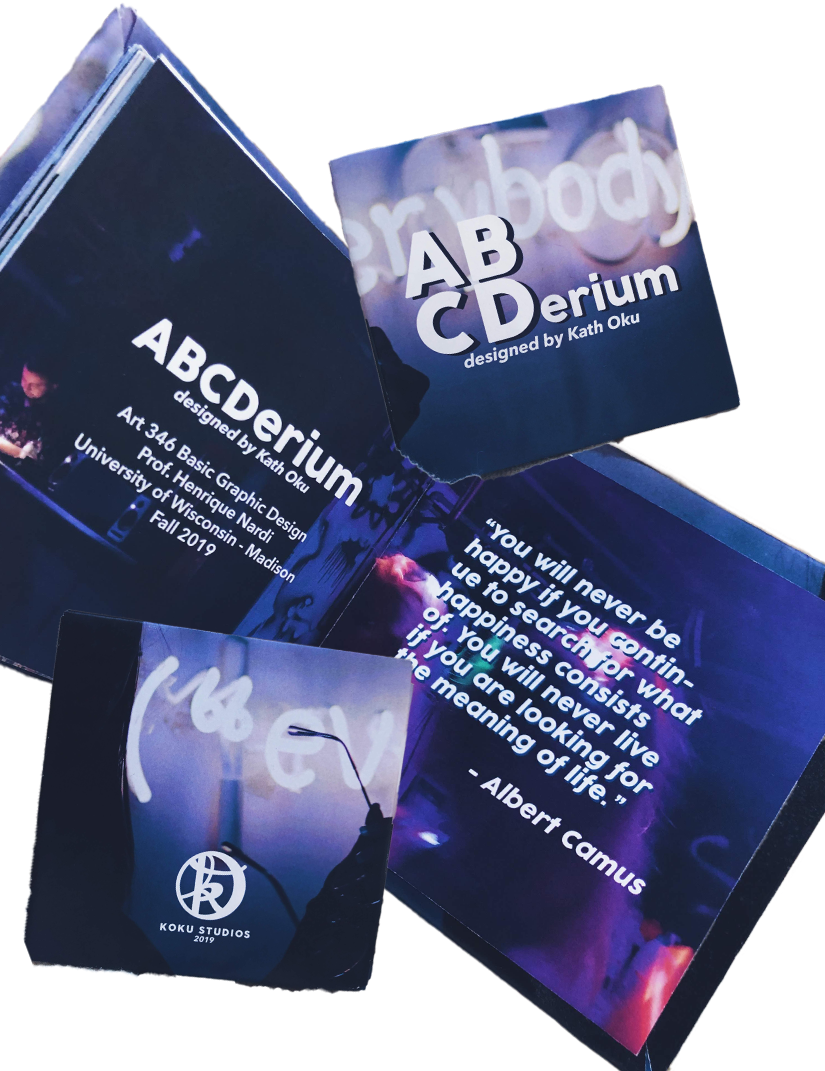 erybody
AB
CDerium
designed by Kath Oku
ABCDerium
designed by Kath Oku
Art 346 Basic Graphic Design
Prof. Henrique Nardi
University of Wisconsin - Madison
Fall 2019
“You will never be
happy if you contin-
ue to search for what
happiness consists
of. You will never live
if you are looking for
the meaning of life.”
- Albert Camus
KOKU STUDIOS
2019